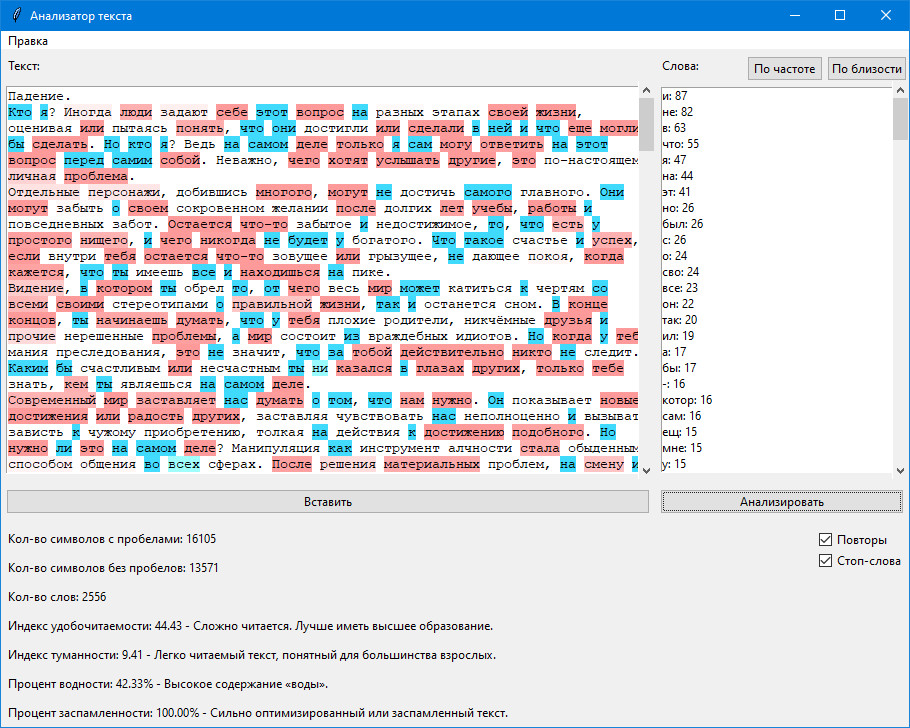 Анализатор текста
Правка
Текст:
Слова:
По частоте
По близости
Падение.
Кто я? Иногда люди задают себе этот вопрос на разных этапах своей жизни,
оценивая или пытаясь понять, что они достигли или сделали в ней и что еще могли
бы сделать. Но кто я? Ведь на самом деле только я сам могу ответить на этот
вопрос перед самим собой. Неважно, чего хотят услышать другие, это по-настоящем
личная проблема.
Отдельные персонажи, добившись многого, могут не достичь самого главного. Они
могут забыть о своем сокровенном желании после долгих лет учебы, работы и
повседневных забот. Остается что-то забытое и недостижимое, то, что есть у
простого нищего, и чего никогда не будет у богатого. Что такое счастье и успех,
если внутри тебя остается что-то зовущее или грызущее, не дающее покоя, когда
кажется, что ты имеешь все и находишься на пике.
Видение, в котором ты обрел то, от чего весь мир может катиться к чертям со
всеми своими стереотипами о правильной жизни, так и останется сном. В конце
концов, ты начинаешь думать, что у тебя плохие родители, никчёмные друзья и
прочие нерешенные проблемы, а мир состоит из враждебных идиотов. Но когда у теб
мания преследования, это не значит, что за тобой действительно никто не следит.
Каким бы счастливым или несчастным ты ни казался в глазах других, только тебе
знать, кем ты являешься на самом деле.
Современный мир заставляет нас думать о том, что нам нужно. Он показывает новые
достижения или радость других, заставляя чувствовать нас неполноценно и вызыват
зависть к чужому приобретению, толкая на действия к достижению подобного. Но
нужно ли это на самом деле? Манипуляция как инструмент алчности стала обыденным
способом общения во всех сферах. После решения материальных проблем, на смену и
и: 87
не: 82
в: 63
что: 55
я: 47
на: 44
эт: 41
но: 26
был: 26
с: 26
о: 24
сво: 24
все: 23
он: 22
так: 20
ил: 19
а: 17
бы: 17
-: 16
котор: 16
сам: 16
ещ: 15
мне: 15
у: 15
Вставить
Анализировать
Кол-во символов с пробелами: 16105
Повторы
Стоп-слова
Кол-во символов без пробелов: 13571
Кол-во слов: 2556
Индекс удобочитаемости: 44.43 - Сложно читается. Лучше иметь высшее образование.
Индекс туманности: 9.41 - Легко читаемый текст, понятный для большинства взрослых.
Процент водности: 42.33% - Высокое содержание «воды».
Процент заспамленности: 100.00% - Сильно оптимизированный или заспамленный текст.